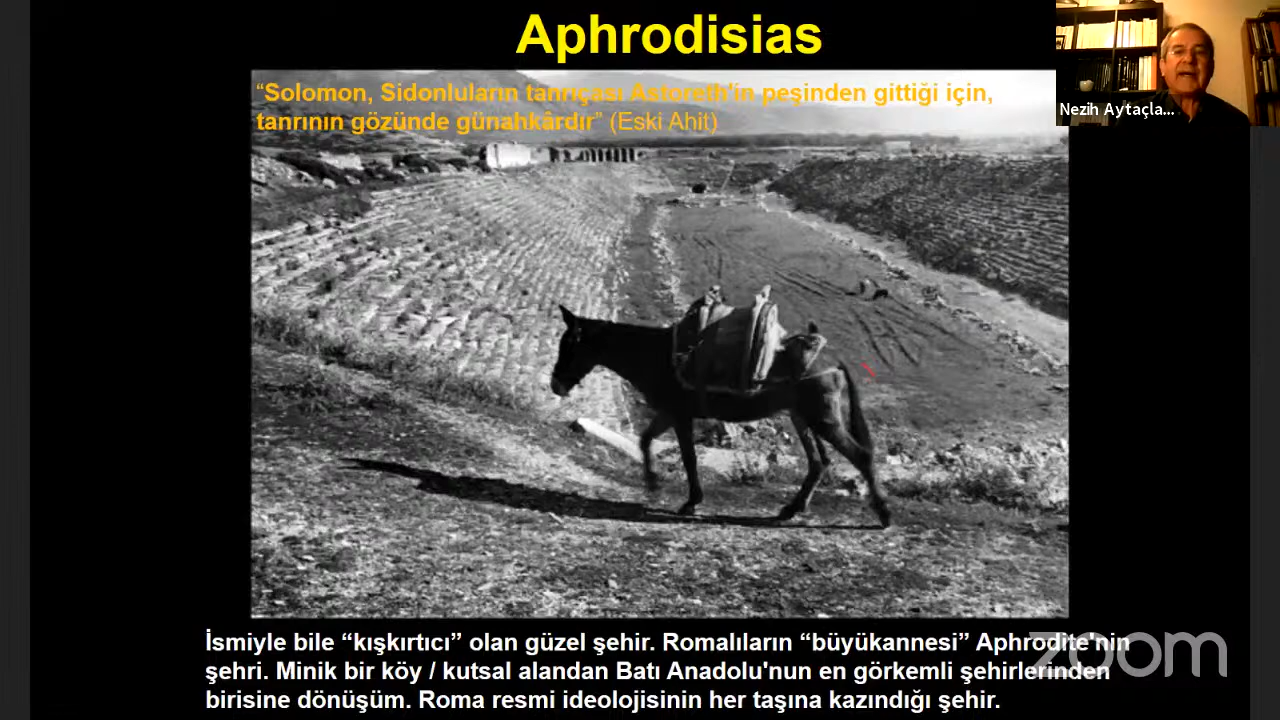 Aphrodisias
“Solomon, Sidonluların tanrıçası Astoreth'in peşinden gittiği için,
tanrının gözünde günahkârdır” (Eski Ahit)
Nezih Aytaçla...
İsmiyle bile “kışkırtıcı” olan güzel şehir. Romalıların “büyükannesi” Aphrodite'nin
şehri. Minik bir köy / kutsal alandan Batı Anadolu'nun en görkemli şehirlerinden
birisine dönüşüm. Roma resmi ideolojisinin her taşına kazındığı şehir.
zoom